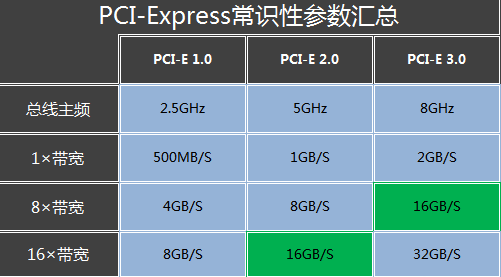 PCI-Express常识性参数汇总
PCI-E 1.0 PCI-E 2.0 PCI-E 3.0
总线主频 2.5GHz 5GHz 8GHz
1×带宽 500MB/S 1GB/S 2GB/S
8×带宽 4GB/S 8GB/S 16GB/S
16×带宽 8GB/S 16GB/S 32GB/S